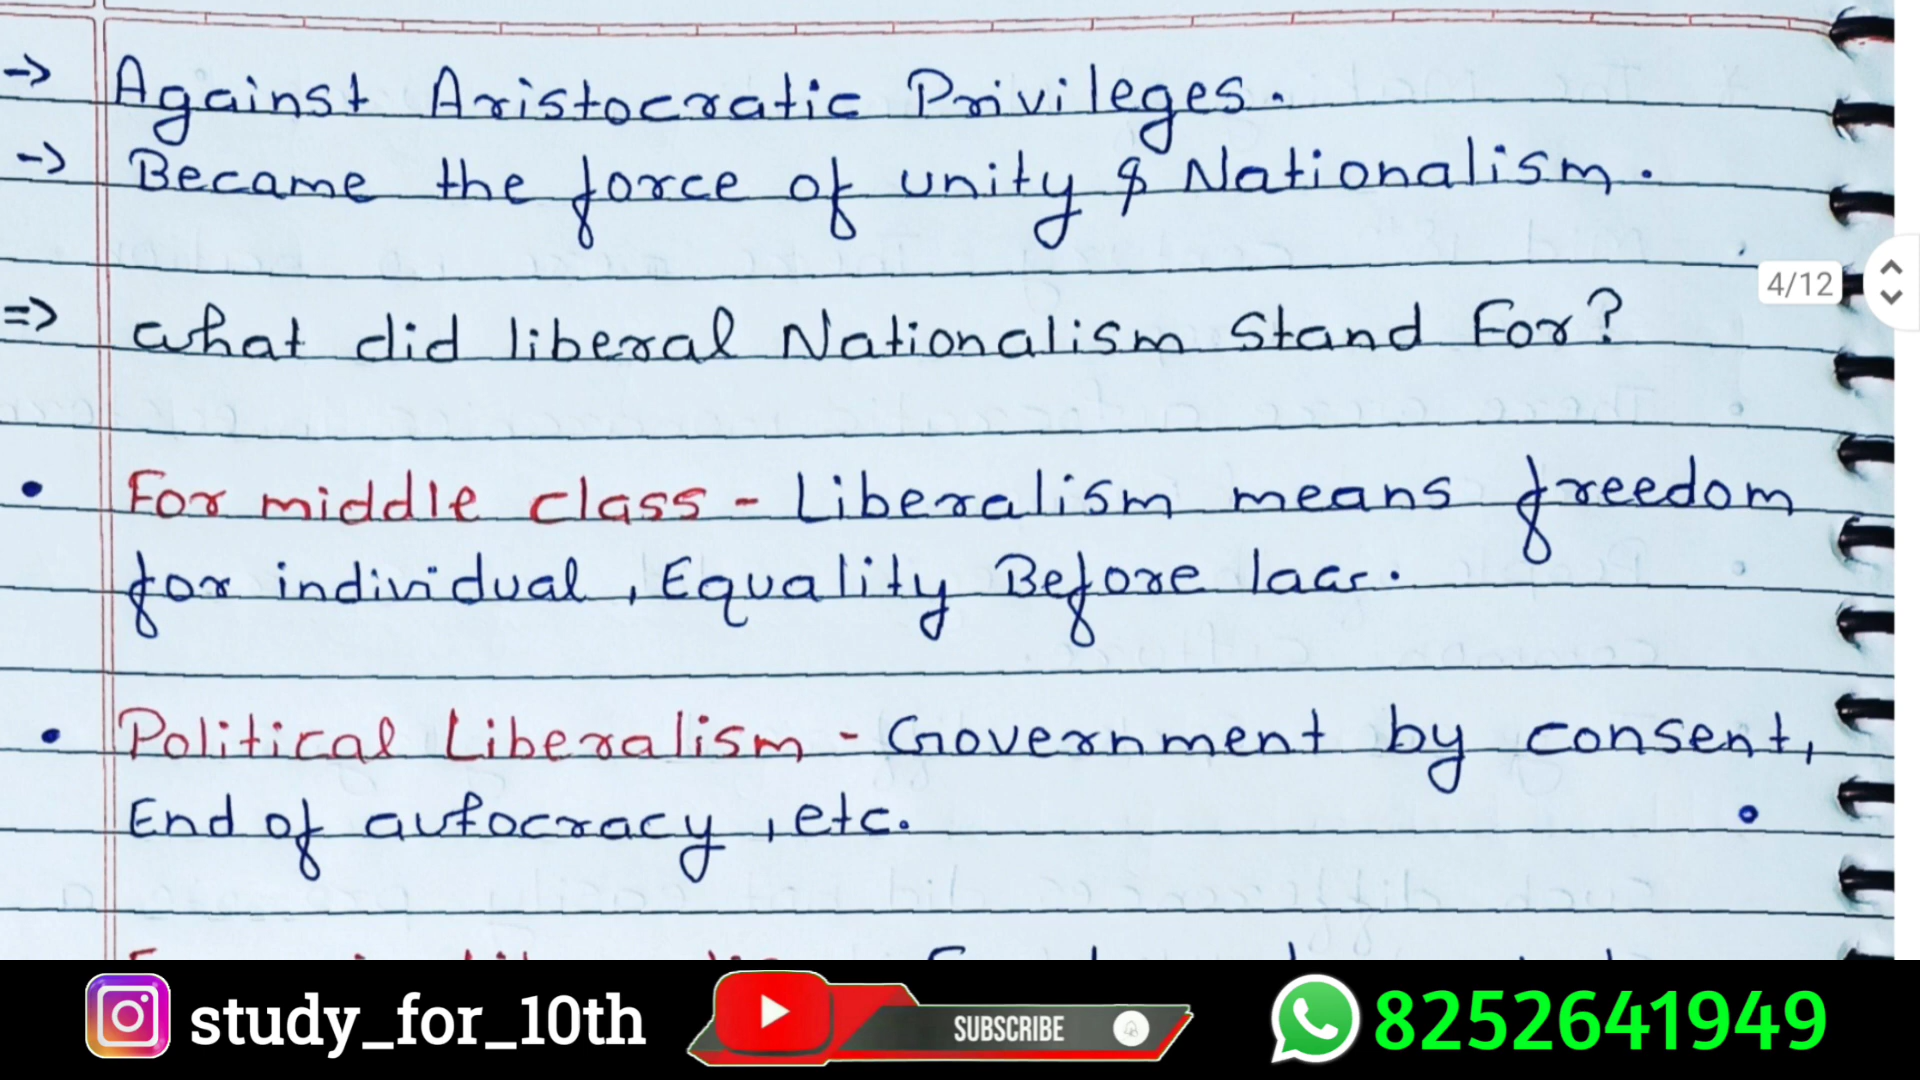 -> Against Aristocratic Privileges.
-> Became the force of unity & Nationalism.
4/12
=> What did liberal Nationalism Stand For?
• For middle class - Liberalism means freedom
for individual, Equality Before law.
• Political Liberalism - Government by consent,
End of autocracy, etc.
study_for_10th
SUBSCRIBE
8252641949